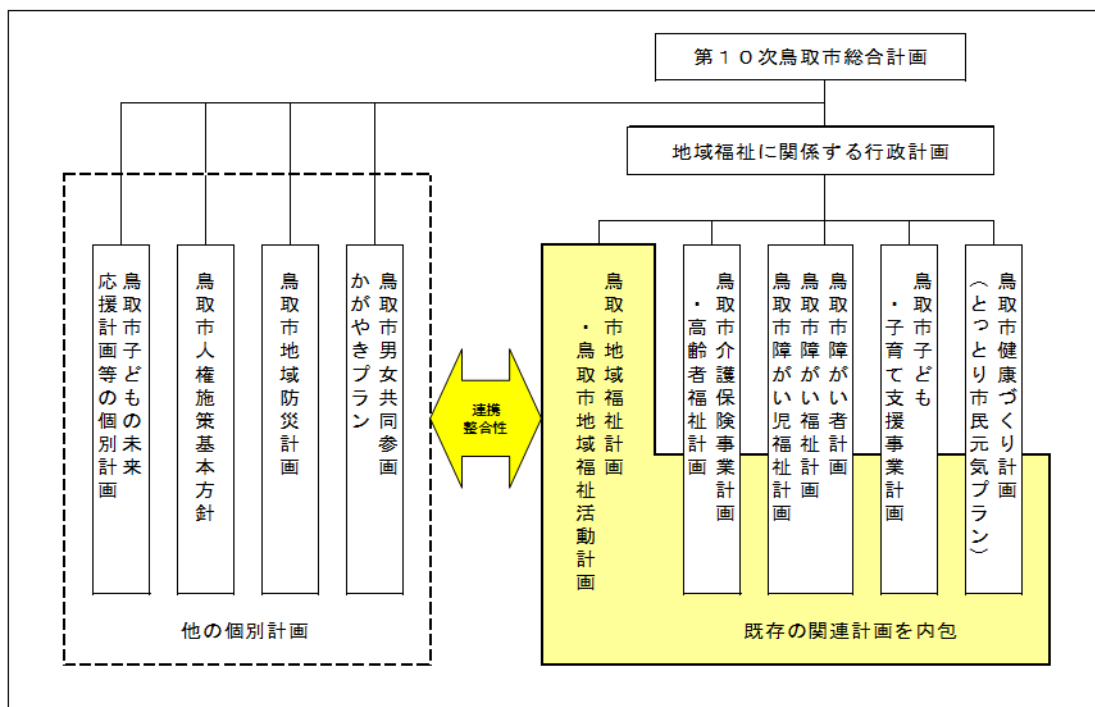 第１０次鳥取市総合計画
地域福祉に関係する行政計画
鳥取市子どもの未来
応援計画等の個別計画
鳥取市人権施策基本方針
鳥取市地域防災計画
鳥取市男女共同参画
かがやきプラン
他の個別計画
連携
整合性
鳥取市地域福祉計画
・鳥取市地域福祉活動計画
鳥取市介護保険事業計画
・高齢者福祉計画
鳥取市障がい者計画
鳥取市障がい福祉計画
鳥取市障がい児福祉計画
鳥取市子ども
・子育て支援事業計画
鳥取市健康づくり計画
（とっとり市民元気プラン）
既存の関連計画を内包